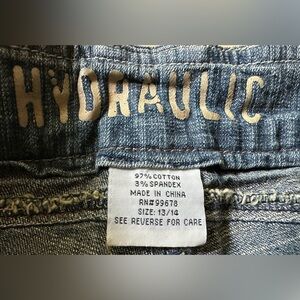 HYDRAULIC
97% COTTON
3% SPANDEX
MADE IN CHINA
RN#99678
SIZE: 13/14
SEE REVERSE FOR CARE